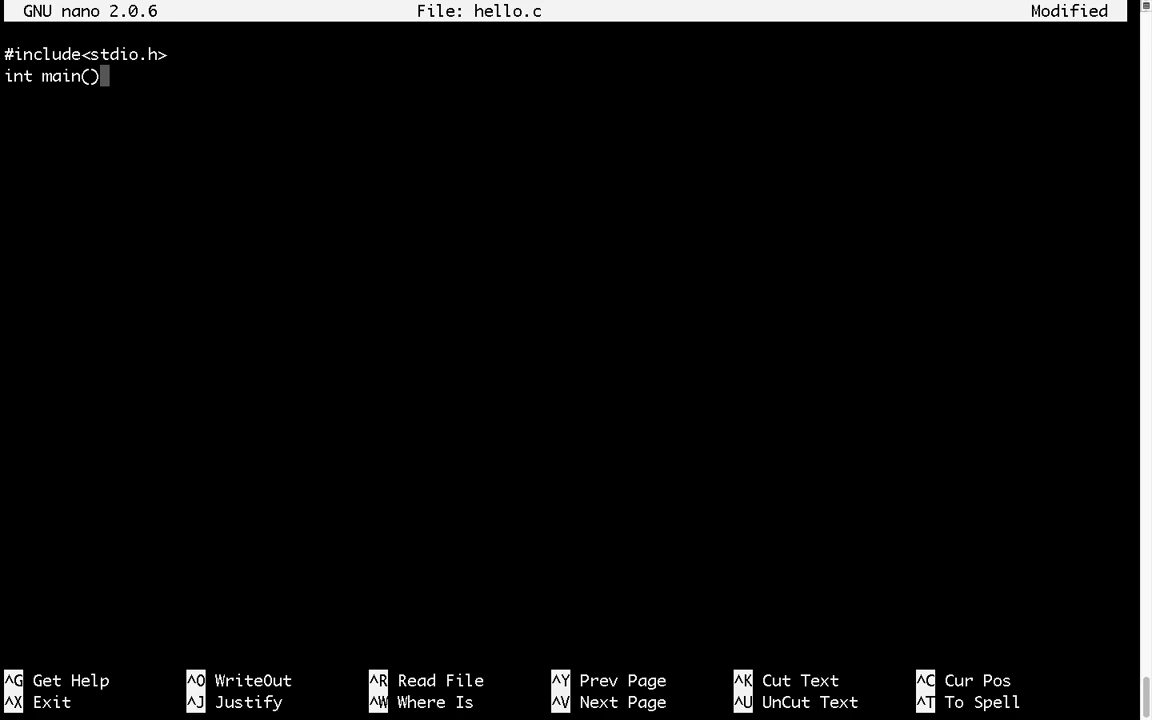 GNU nano 2.0.6 File: hello.c Modified
#include<stdio.h>
int main()
^G Get Help ^O WriteOut ^R Read File ^Y Prev Page ^K Cut Text ^C Cur Pos
^X Exit ^J Justify ^W Where Is ^V Next Page ^U UnCut Text ^T To Spell